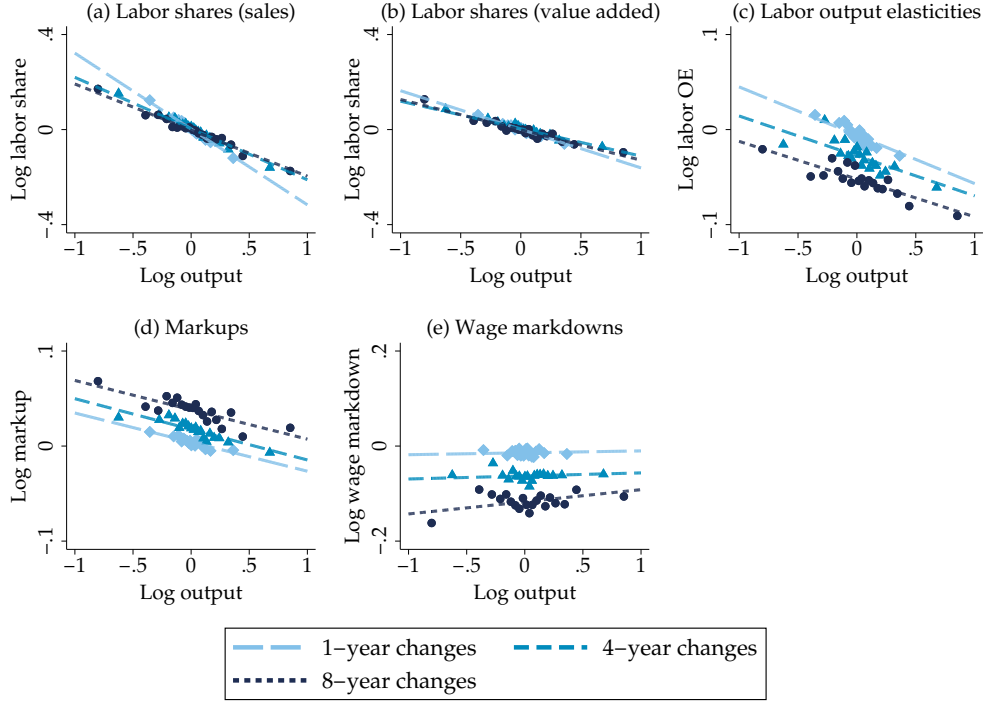 (a) Labor shares (sales)
Log labor share
.4
0
−.4
−1
−.5
0
.5
1
Log output
(b) Labor shares (value added)
Log labor share
.4
0
−.4
−1
−.5
0
.5
1
Log output
(c) Labor output elasticities
Log labor OE
.1
0
−.1
−1
−.5
0
.5
1
Log output
(d) Markups
Log markup
.1
0
−.1
−1
−.5
0
.5
1
Log output
(e) Wage markdowns
Log wage markdown
.2
0
−.2
−1
−.5
0
.5
1
Log output
1−year changes
4−year changes
8−year changes